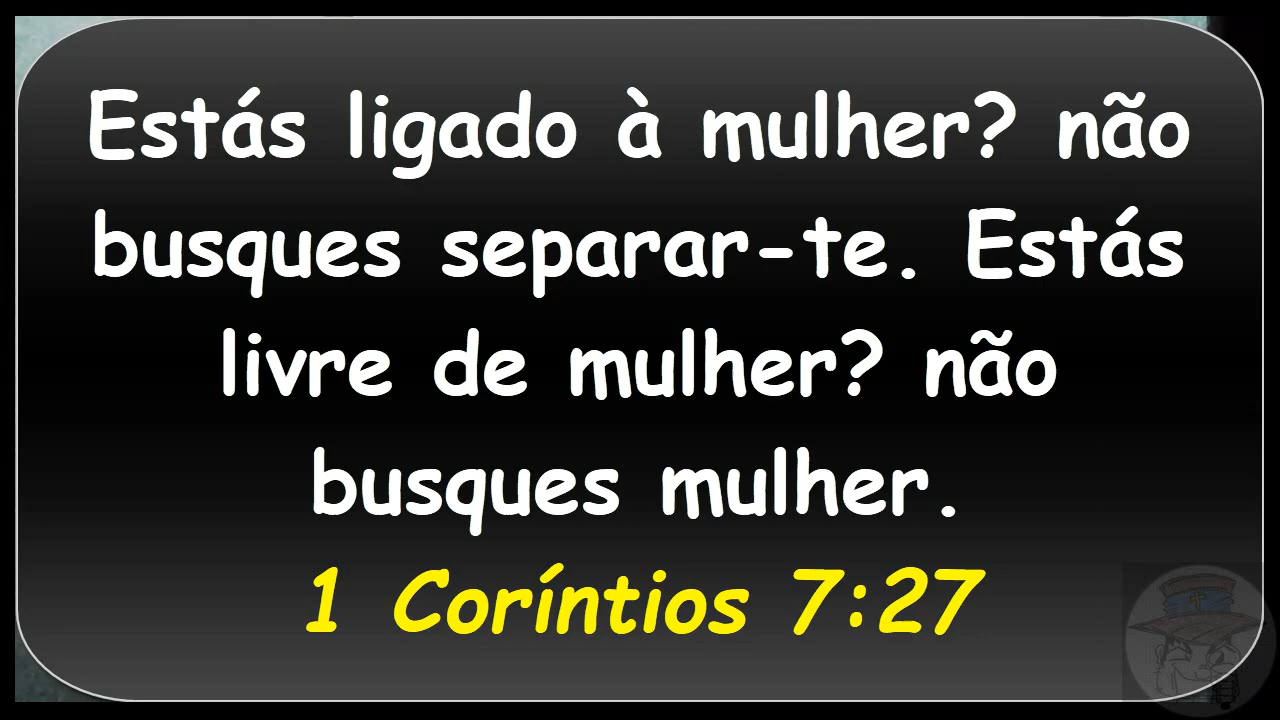 Estás ligado à mulher? não
busques separar-te. Estás
livre de mulher? não
busques mulher.
1 Coríntios 7:27